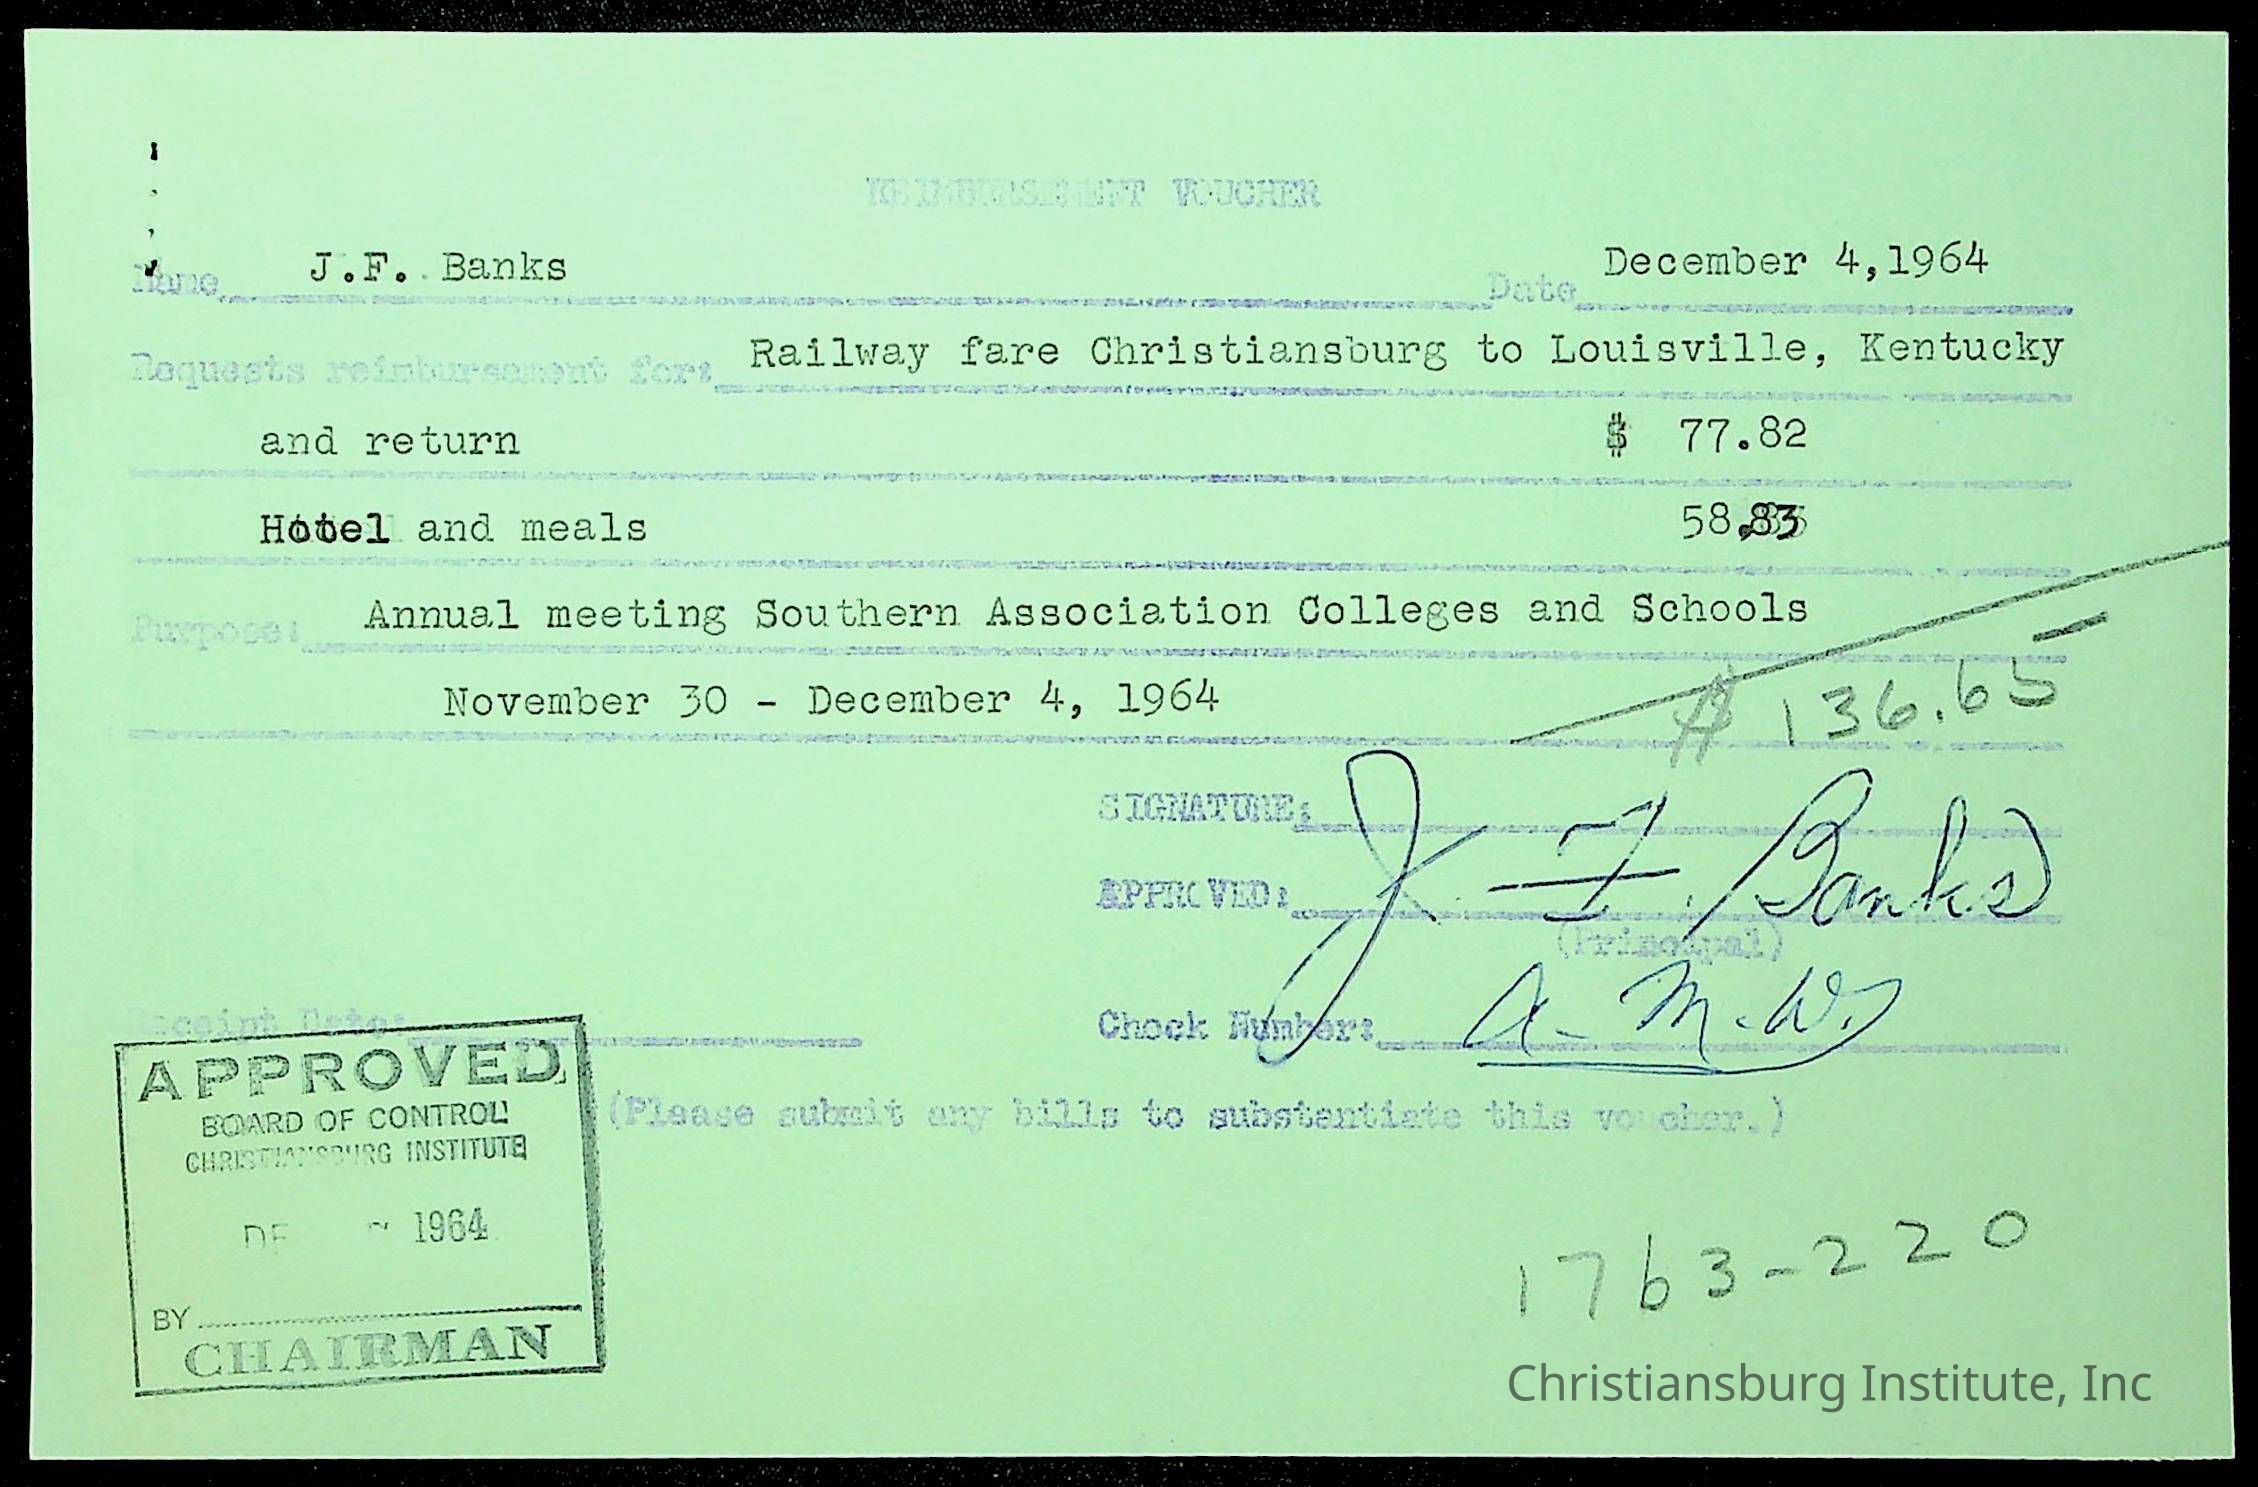 REIMBURSEMENT VOUCHER
Name J.F. Banks Date December 4,1964
Requests reimbursement for: Railway fare Christiansburg to Louisville, Kentucky
and return $ 77.82
Hotel and meals 58.83
Purpose: Annual meeting Southern Association Colleges and Schools
November 30 - December 4, 1964
$ 136.65
SIGNATURE:
APPROVED: J. F. Banks
(Principal)
Receipt Date:
Check Number: A. M. W.
(Please submit any bills to substantiate this voucher.)
APPROVED
BOARD OF CONTROL
CHRISTIANSBURG INSTITUTE
1964
BY
CHAIRMAN
1763-220
Christiansburg Institute, Inc